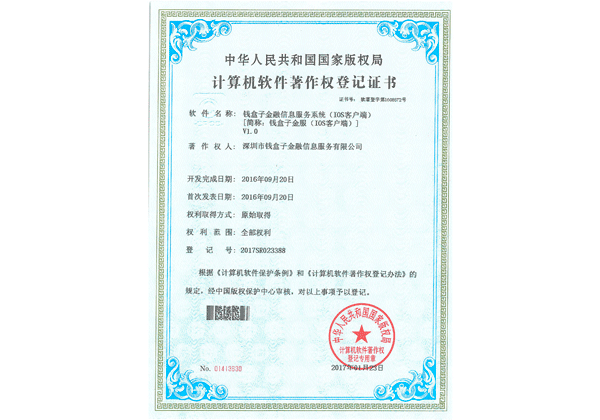 中华人民共和国国家版权局
计算机软件著作权登记证书
证书号： 软著登字第1608672号
软件名称： 钱盒子金融信息服务系统（IOS客户端）
[简称：钱盒子金服（IOS客户端）]
V1.0
著作权人： 深圳市钱盒子金融信息服务有限公司
开发完成日期： 2016年09月20日
首次发表日期： 2016年09月20日
权利取得方式： 原始取得
权利范围： 全部权利
登记号： 2017SR023388
根据《计算机软件保护条例》和《计算机软件著作权登记办法》的
规定，经中国版权保护中心审核，对以上事项予以登记。
中华人民共和国国家版权局
计算机软件著作权
登记专用章
No. 01413630
2017年01月23日